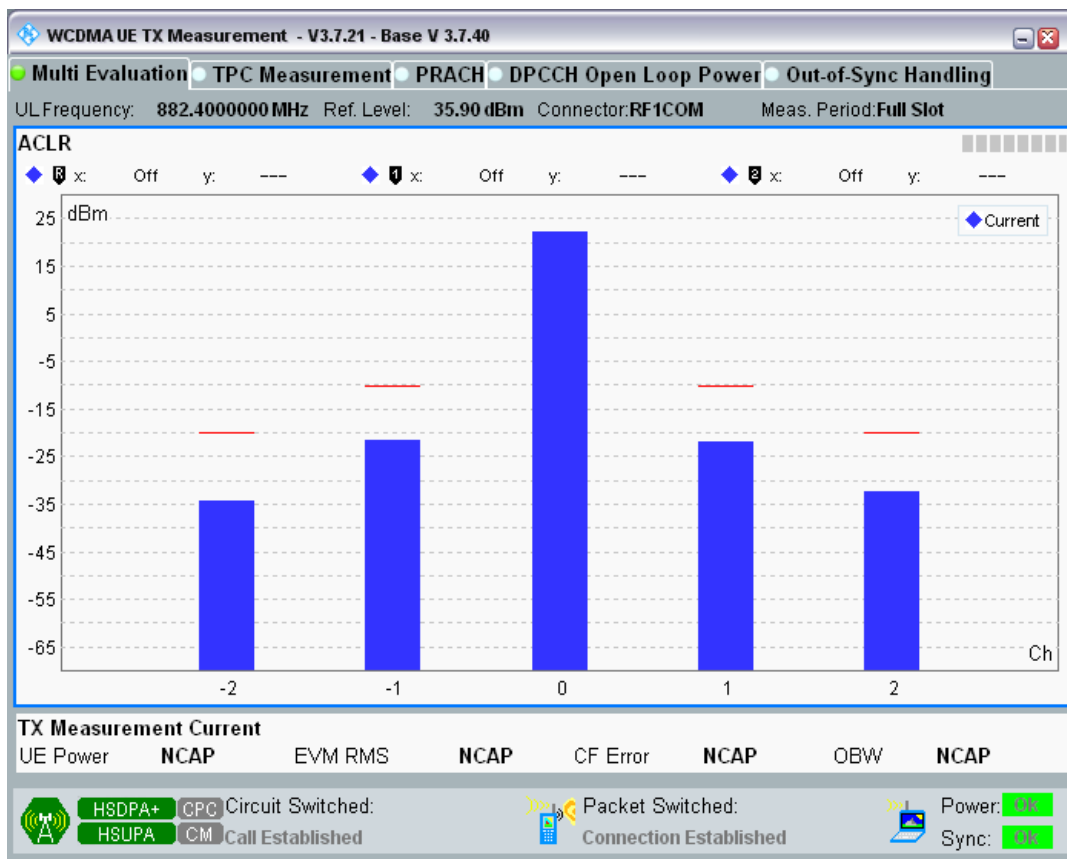 WCDMA UE TX Measurement - V3.7.21 - Base V 3.7.40
Multi Evaluation TPC Measurement PRACH DPCCH Open Loop Power Out-of-Sync Handling
UL Frequency: 882.4000000 MHz Ref. Level: 35.90 dBm Connector:RF1COM Meas. Period:Full Slot
ACLR
R x: Off y: --- 1 x: Off y: --- 2 x: Off y: ---
dBm
Current
25
15
5
-5
-15
-25
-35
-45
-55
-65
Ch
-2 -1 0 1 2
TX Measurement Current
UE Power NCAP EVM RMS NCAP CF Error NCAP OBW NCAP
HSDPA+ CPC Circuit Switched: Packet Switched: Power: OK
HSUPA CM Call Established Connection Established Sync: OK